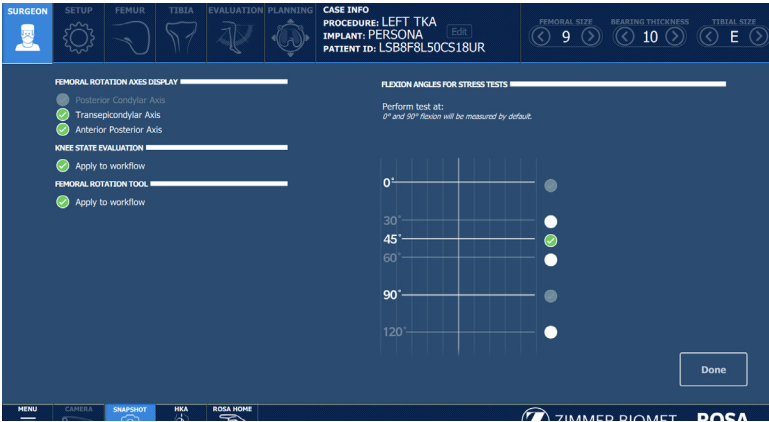 SURGEON SETUP FEMUR TIBIA EVALUATION PLANNING
CASE INFO
PROCEDURE: LEFT TKA
IMPLANT: PERSONA Edit
PATIENT ID: LSB8F8L50CS18UR
FEMORAL SIZE BEARING THICKNESS TIBIAL SIZE
9 10 E
FEMORAL ROTATION AXES DISPLAY
Posterior Condylar Axis
Transepicondylar Axis
Anterior Posterior Axis
KNEE STATE EVALUATION
Apply to workflow
FEMORAL ROTATION TOOL
Apply to workflow
FLEXION ANGLES FOR STRESS TESTS
Perform test at:
0° and 90° flexion will be measured by default.
0°
30°
45°
60°
90°
120°
Done
MENU CAMERA SNAPSHOT HKA ROSA HOME
ZIMMER BIOMET ROSA